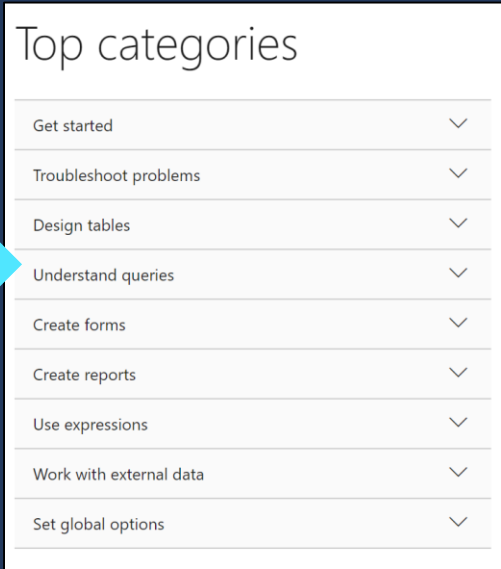 Top categories
Get started
Troubleshoot problems
Design tables
Understand queries
Create forms
Create reports
Use expressions
Work with external data
Set global options